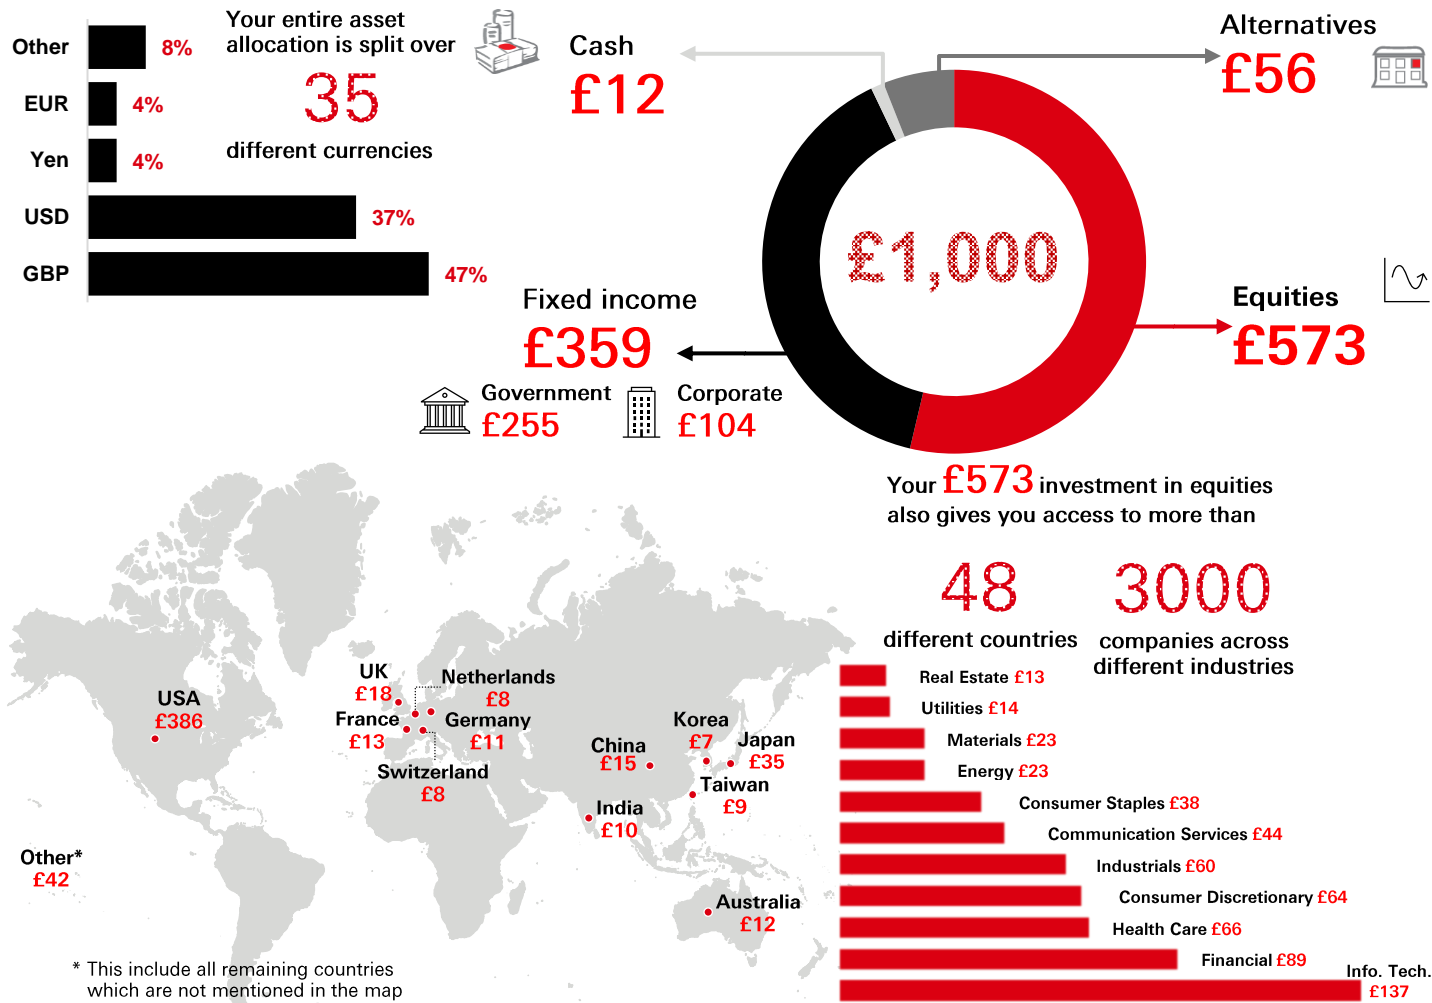 Your entire asset
allocation is split over
35
different currencies
Other 8%
EUR 4%
Yen 4%
USD 37%
GBP 47%
Cash
£12
Alternatives
£56
£1,000
Fixed income
£359
Government
£255
Corporate
£104
Equities
£573
Your £573 investment in equities
also gives you access to more than
48
different countries
3000
companies across
different industries
USA
£386
UK
£18
Netherlands
£8
France
£13
Germany
£11
Switzerland
£8
Korea
£7
Japan
£35
China
£15
Taiwan
£9
India
£10
Other*
£42
Australia
£12
* This include all remaining countries
which are not mentioned in the map
Real Estate £13
Utilities £14
Materials £23
Energy £23
Consumer Staples £38
Communication Services £44
Industrials £60
Consumer Discretionary £64
Health Care £66
Financial £89
Info. Tech.
£137